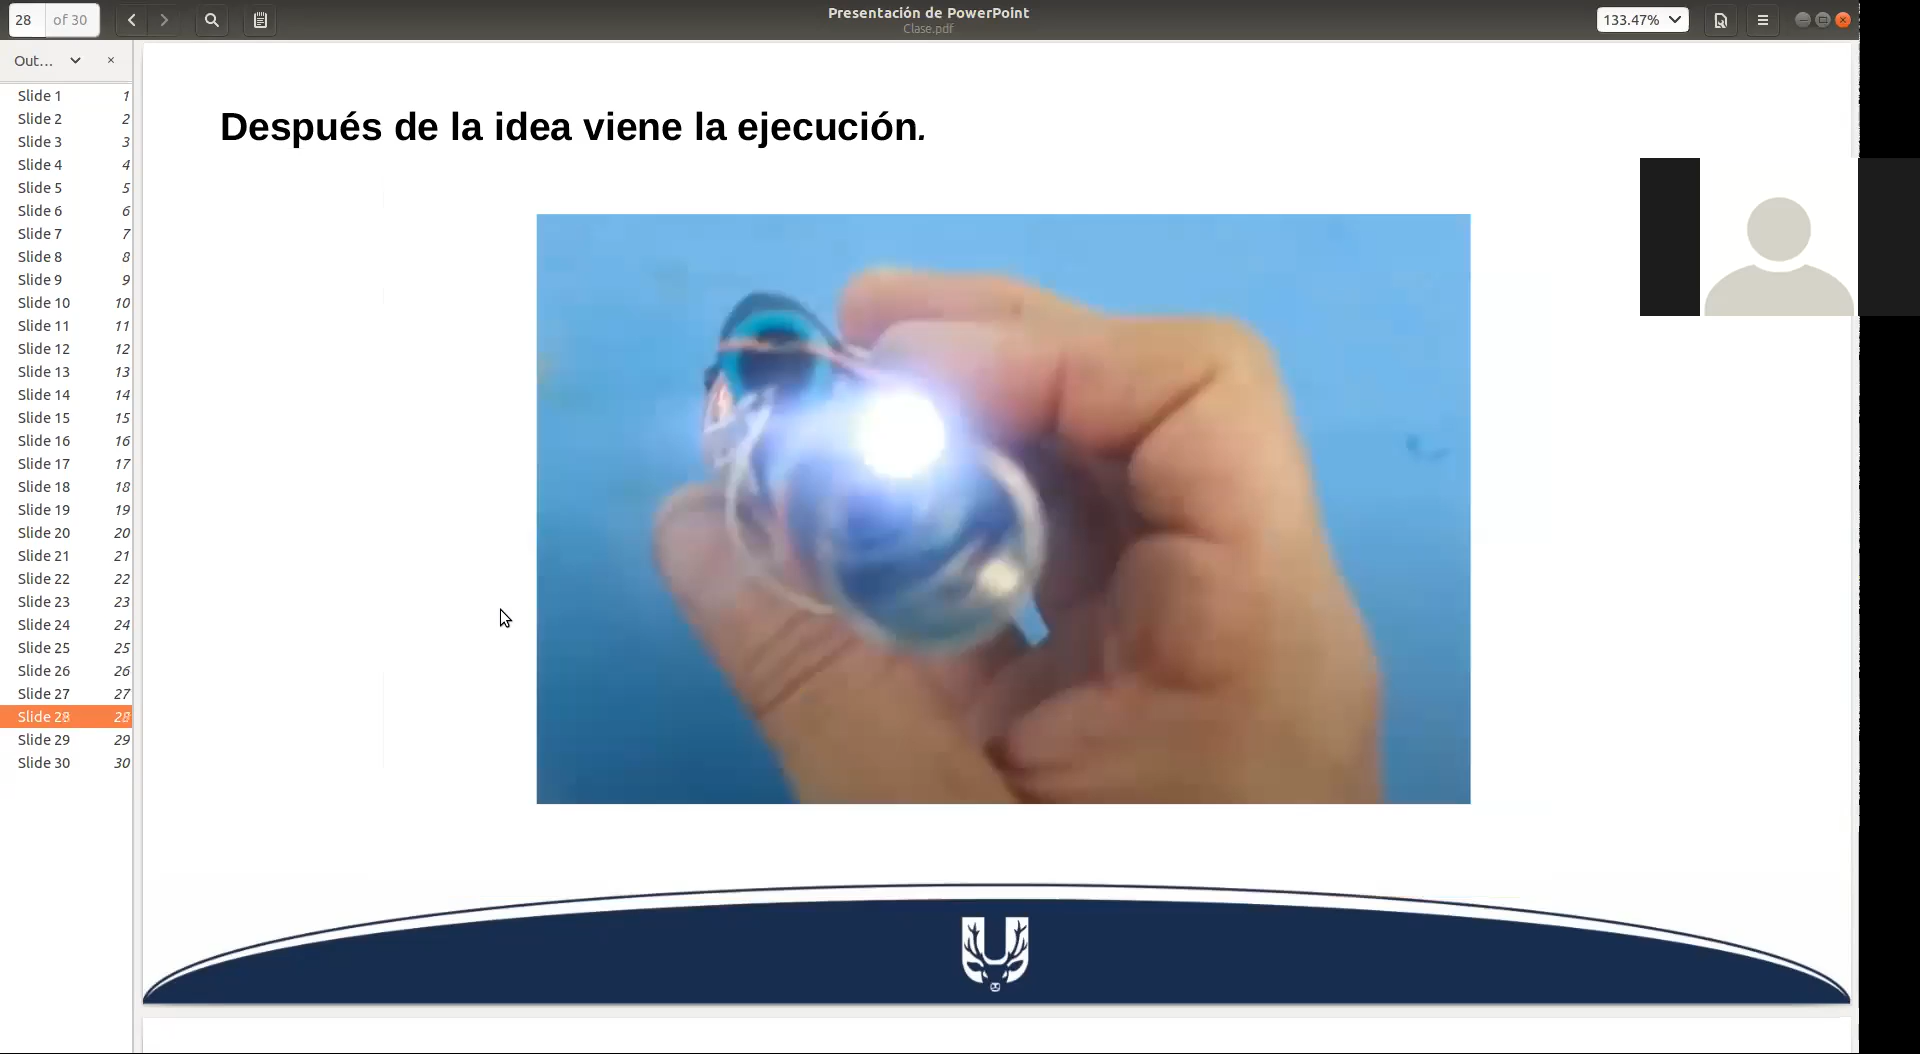 28 of 30
Presentación de PowerPoint
Clase.pdf
133.47%
Out...
Slide 1 1
Slide 2 2
Slide 3 3
Slide 4 4
Slide 5 5
Slide 6 6
Slide 7 7
Slide 8 8
Slide 9 9
Slide 10 10
Slide 11 11
Slide 12 12
Slide 13 13
Slide 14 14
Slide 15 15
Slide 16 16
Slide 17 17
Slide 18 18
Slide 19 19
Slide 20 20
Slide 21 21
Slide 22 22
Slide 23 23
Slide 24 24
Slide 25 25
Slide 26 26
Slide 27 27
Slide 28 28
Slide 29 29
Slide 30 30
Después de la idea viene la ejecución.
U